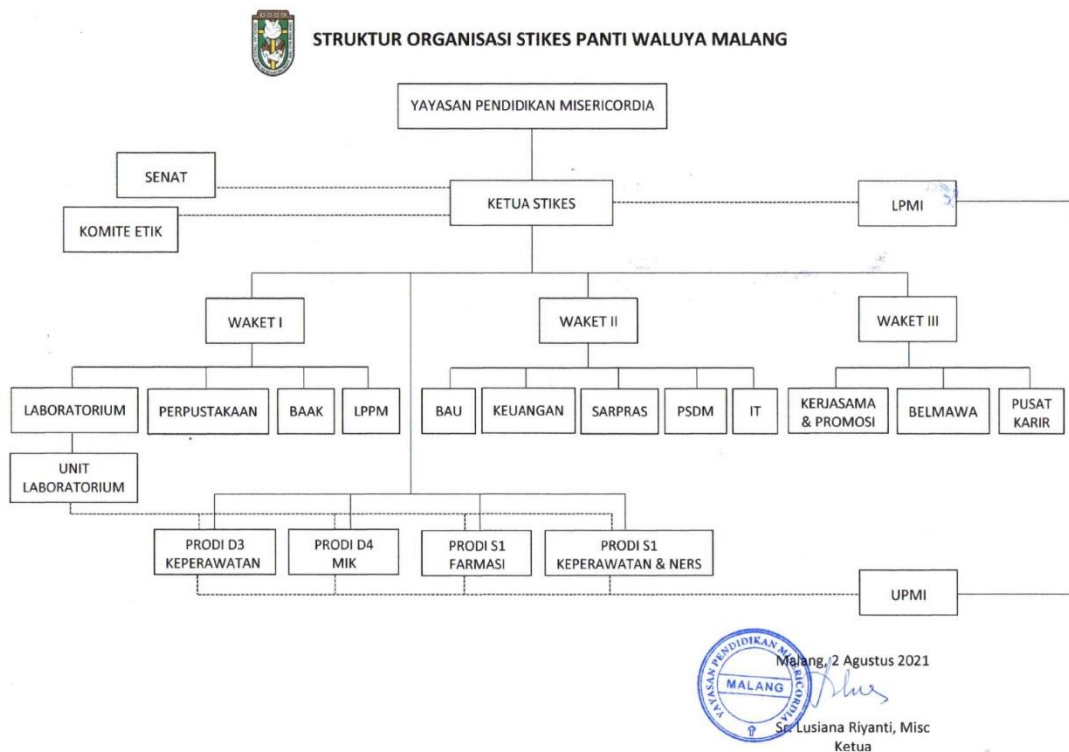 STRUKTUR ORGANISASI STIKES PANTI WALUYA MALANG
YAYASAN PENDIDIKAN MISERICORDIA
SENAT
KETUA STIKES
LPMI
KOMITE ETIK
WAKET I
WAKET II
WAKET III
LABORATORIUM
PERPUSTAKAAN
BAAK
LPPM
BAU
KEUANGAN
SARPRAS
PSDM
IT
KERJASAMA
& PROMOSI
BELMAWA
PUSAT
KARIR
UNIT
LABORATORIUM
PRODI D3
KEPERAWATAN
PRODI D4
MIK
PRODI S1
FARMASI
PRODI S1
KEPERAWATAN & NERS
UPMI
Malang, 2 Agustus 2021
YAYASAN PENDIDIKAN MISERICORDIA
MALANG
Sr. Lusiana Riyanti, Misc
Ketua